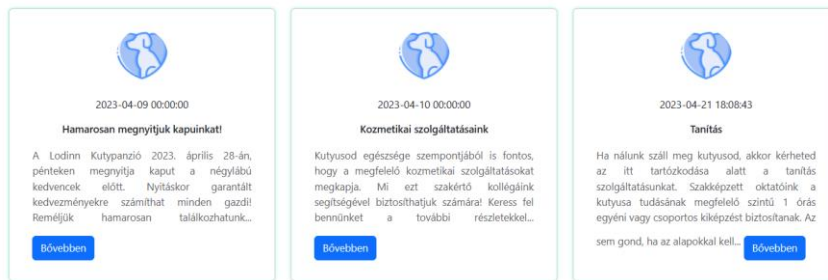 2023-04-09 00:00:00
Hamarosan megnyitjuk kapuinkat!
A Lodinn Kutypanzió 2023. április 28-án,
pénteken megnyitja kaput a négylábú
kedvencek előtt. Nyitáskor garantált
kedvezményekre számíthat minden gazdi!
Reméljük hamarosan találkozhatunk...
Bővebben
2023-04-10 00:00:00
Kozmetikai szolgáltatásaink
Kutyusod egészsége szempontjából is fontos,
hogy a megfelelő kozmetikai szolgáltatásokat
megkapja. Mi ezt szakértő kollégáink
segítségével biztosíthatjuk számára! Keress fel
bennünket a további részletekkel...
Bővebben
2023-04-21 18:08:43
Tanítás
Ha nálunk száll meg kutyusod, akkor kérheted
az itt tartózkodása alatt a tanítás
szolgáltatásunkat. Szakképzett oktatóink a
kutyusa tudásának megfelelő szintű 1 órás
egyéni vagy csoportos kiképzést biztosítanak. Az
sem gond, ha az alapokkal kell... Bővebben